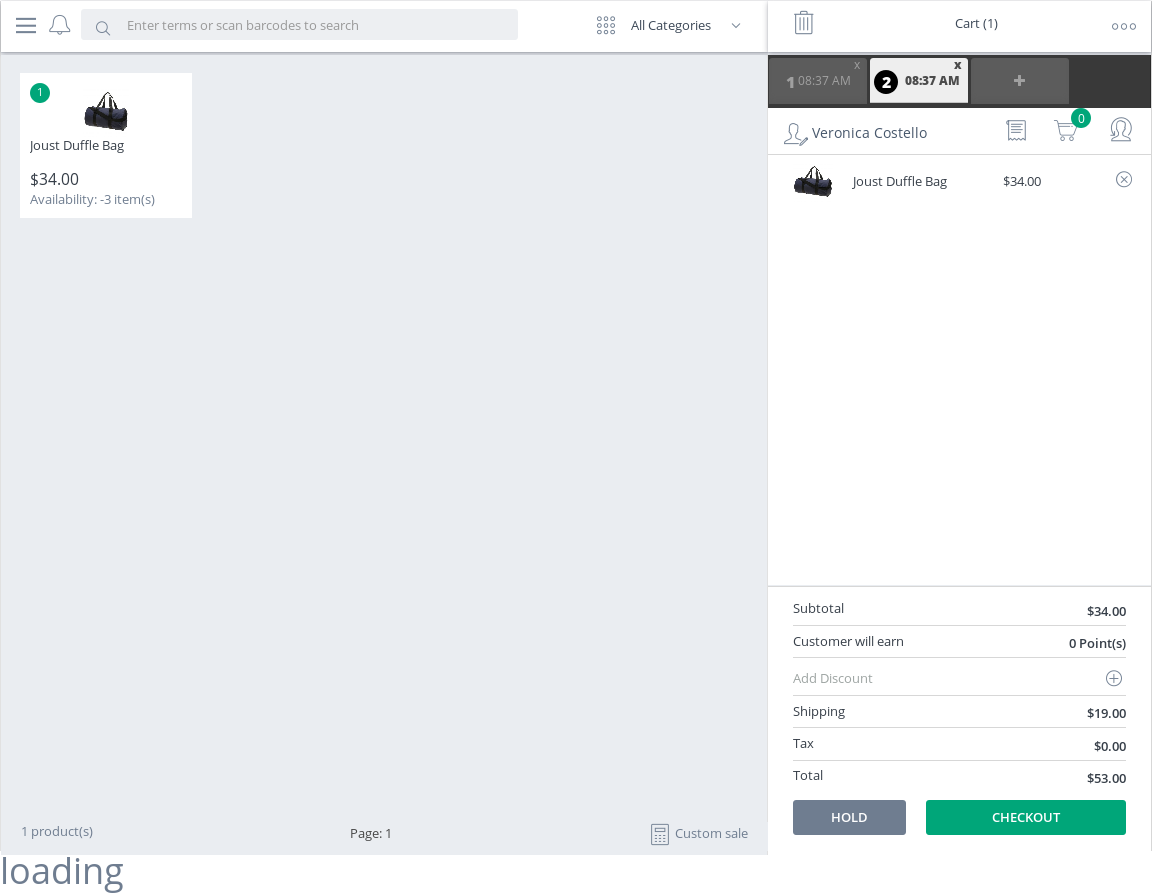 Enter terms or scan barcodes to search
All Categories
Cart (1)
1
Joust Duffle Bag
$34.00
Availability: -3 item(s)
1 08:37 AM x
2 08:37 AM x
+
Veronica Costello
0
Joust Duffle Bag $34.00
Subtotal $34.00
Customer will earn 0 Point(s)
Add Discount
Shipping $19.00
Tax $0.00
Total $53.00
HOLD CHECKOUT
1 product(s) Page: 1 Custom sale
loading